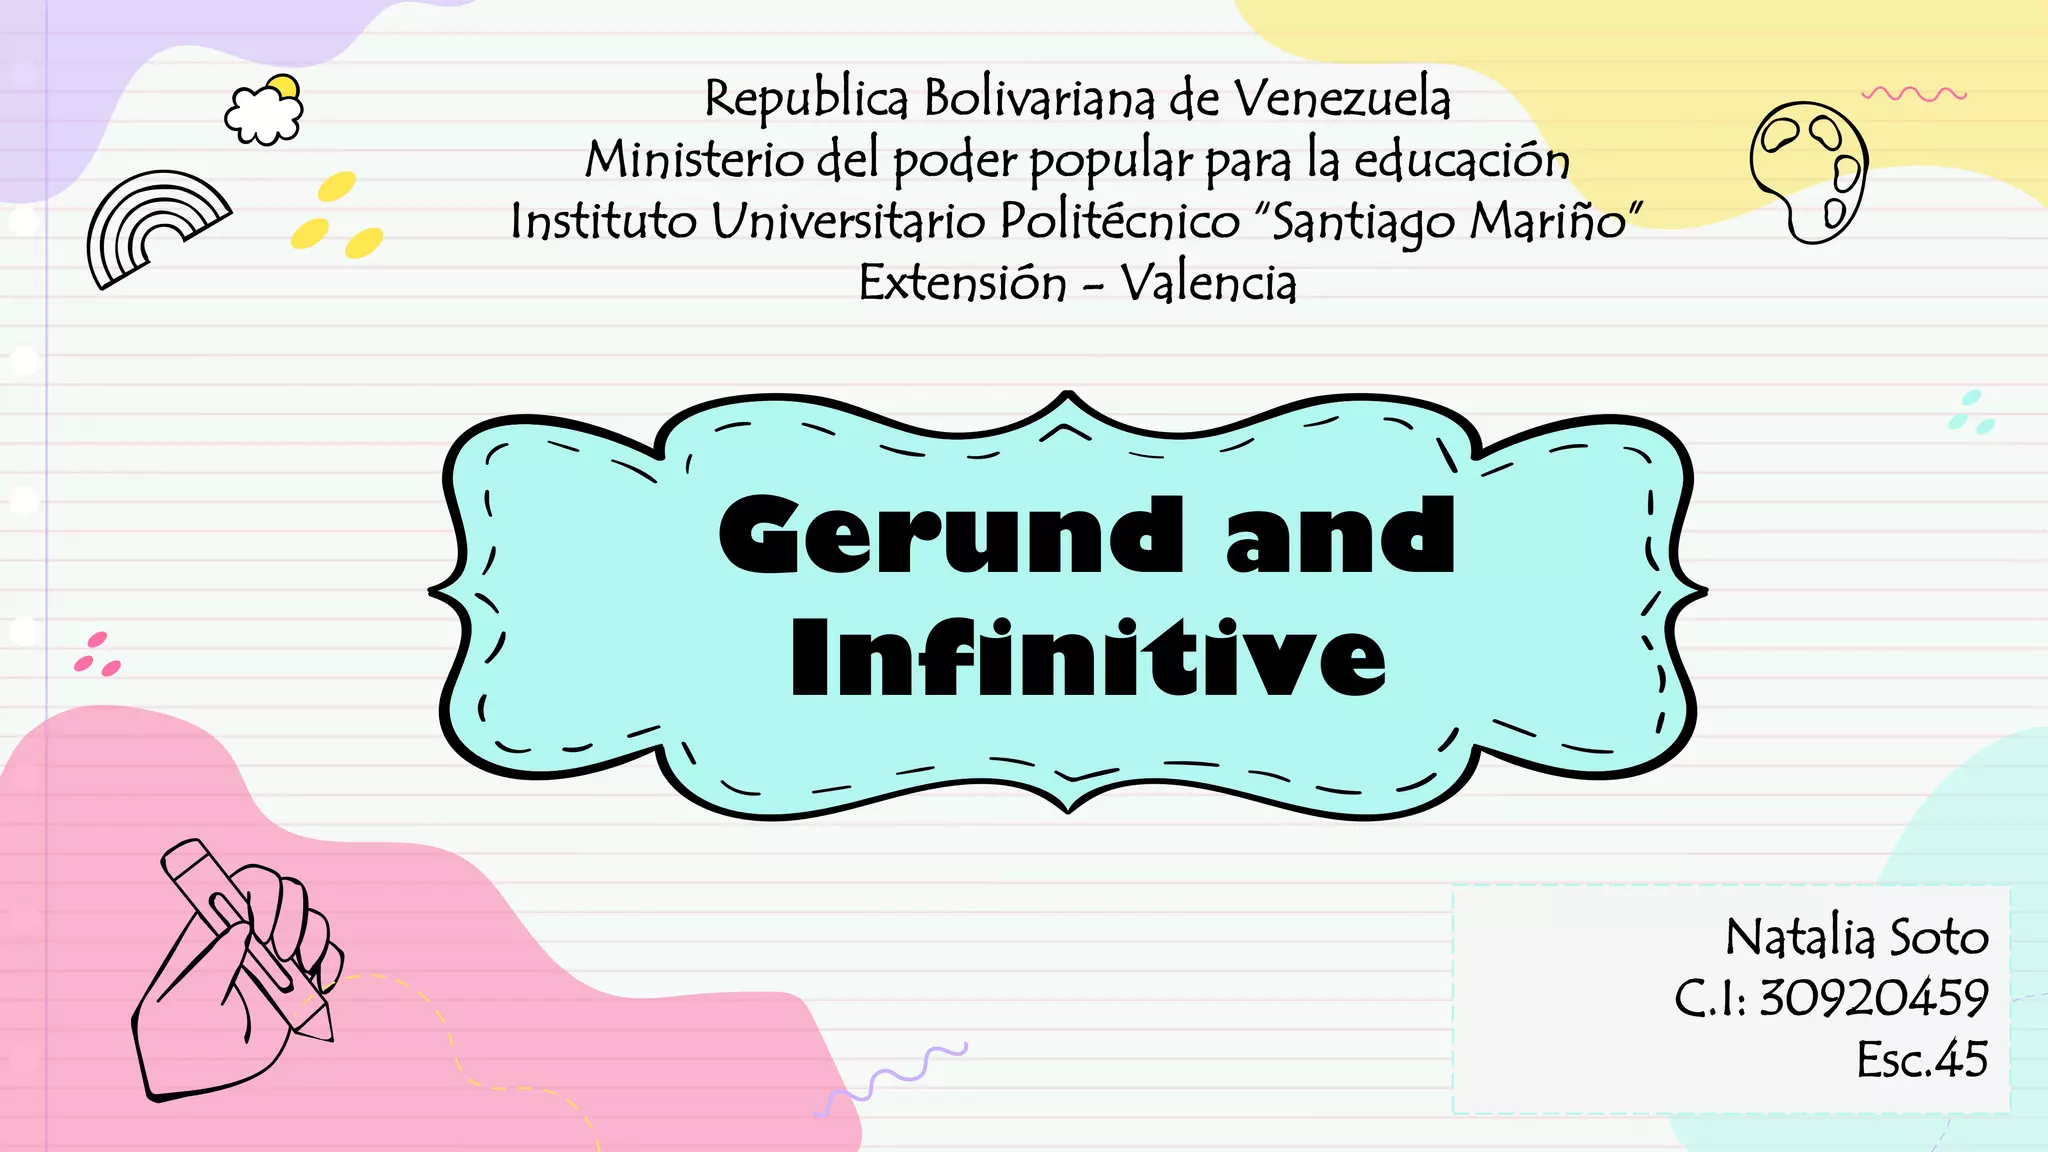 Republica Bolivariana de Venezuela
Ministerio del poder popular para la educación
Instituto Universitario Politécnico “Santiago Mariño”
Extensión – Valencia
Gerund and
Infinitive
Natalia Soto
C.I: 30920459
Esc.45